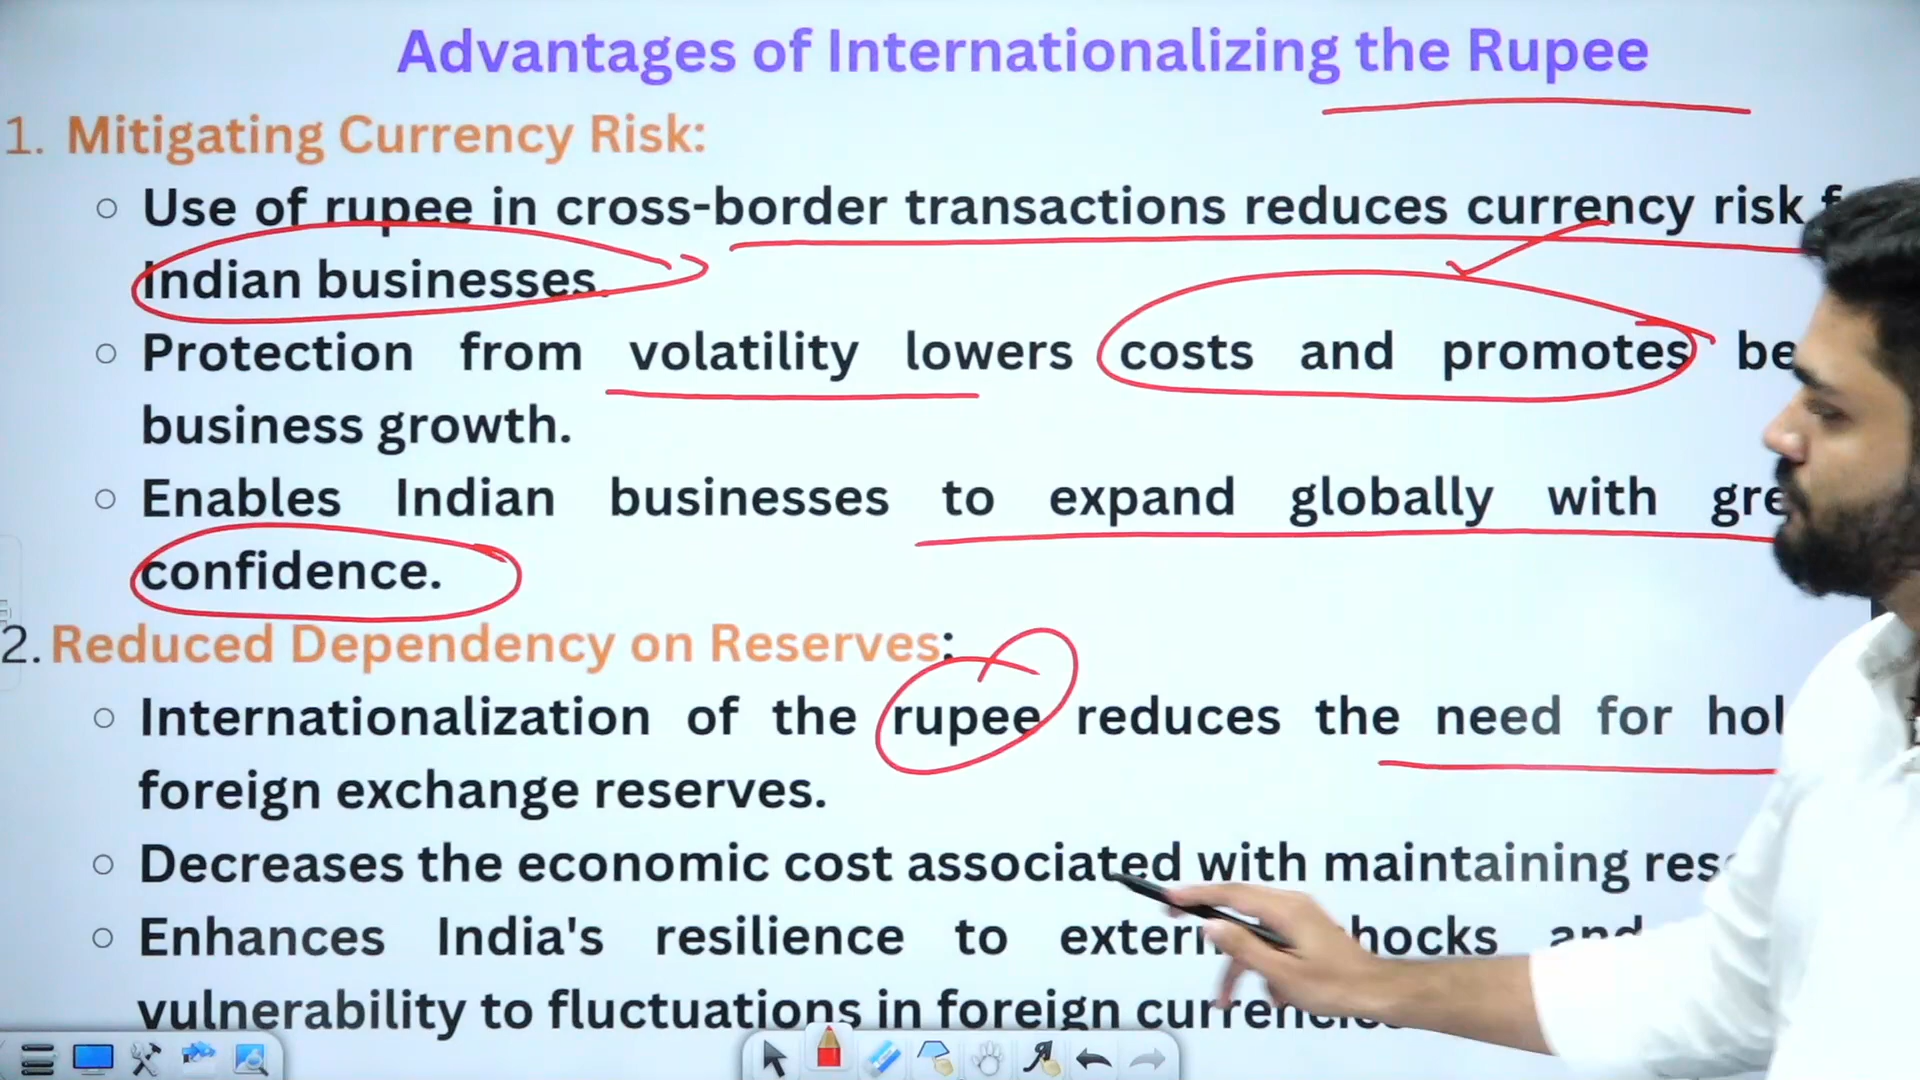 Advantages of Internationalizing the Rupee
1. Mitigating Currency Risk:
○ Use of rupee in cross-border transactions reduces currency risk
Indian businesses.
○ Protection from volatility lowers costs and promotes
business growth.
○ Enables Indian businesses to expand globally with
confidence.
2. Reduced Dependency on Reserves:
○ Internationalization of the rupee reduces the need for
foreign exchange reserves.
○ Decreases the economic cost associated with maintaining
○ Enhances India's resilience to and
vulnerability to fluctuations in foreign